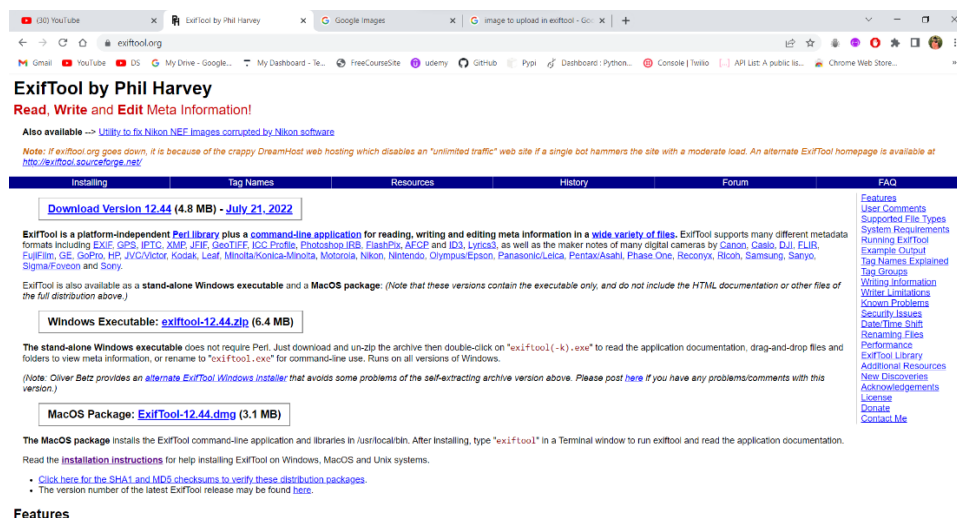 (30) YouTube
ExifTool by Phil Harvey
Google Images
image to upload in exiftool - Goo
exiftool.org
Gmail YouTube DS My Drive - Google... My Dashboard - Te... FreeCourseSite udemy GitHub Pypi Dashboard : Python... Console | Twilio API List: A public lis... Chrome Web Store... »
ExifTool by Phil Harvey
Read, Write and Edit Meta Information!
Also available --> Utility to fix Nikon NEF images corrupted by Nikon software
Note: If exiftool.org goes down, it is because of the crappy DreamHost web hosting which disables an "unlimited traffic" web site if a single bot hammers the site with a moderate load. An alternate ExifTool homepage is available at
http://exiftool.sourceforge.net/
Installing Tag Names Resources History Forum FAQ
Download Version 12.44 (4.8 MB) - July 21, 2022
ExifTool is a platform-independent Perl library plus a command-line application for reading, writing and editing meta information in a wide variety of files. ExifTool supports many different metadata
formats including EXIF, GPS, IPTC, XMP, JFIF, GeoTIFF, ICC Profile, Photoshop IRB, FlashPix, AFCP and ID3, Lyrics3, as well as the maker notes of many digital cameras by Canon, Casio, DJI, FLIR,
FujiFilm, GE, GoPro, HP, JVC/Victor, Kodak, Leaf, Minolta/Konica-Minolta, Motorola, Nikon, Nintendo, Olympus/Epson, Panasonic/Leica, Pentax/Asahi, Phase One, Reconyx, Ricoh, Samsung, Sanyo,
Sigma/Foveon and Sony.
ExifTool is also available as a stand-alone Windows executable and a MacOS package: (Note that these versions contain the executable only, and do not include the HTML documentation or other files of
the full distribution above.)
Windows Executable: exiftool-12.44.zip (6.4 MB)
The stand-alone Windows executable does not require Perl. Just download and un-zip the archive then double-click on "exiftool(-k).exe" to read the application documentation, drag-and-drop files and
folders to view meta information, or rename to "exiftool.exe" for command-line use. Runs on all versions of Windows.
(Note: Oliver Betz provides an alternate ExifTool Windows installer that avoids some problems of the self-extracting archive version above. Please post here if you have any problems/comments with this
version.)
MacOS Package: ExifTool-12.44.dmg (3.1 MB)
The MacOS package installs the ExifTool command-line application and libraries in /usr/local/bin. After installing, type "exiftool" in a Terminal window to run exiftool and read the application documentation.
Read the installation instructions for help installing ExifTool on Windows, MacOS and Unix systems.
• Click here for the SHA1 and MD5 checksums to verify these distribution packages.
• The version number of the latest ExifTool release may be found here.
Features
Features
User Comments
Supported File Types
System Requirements
Running ExifTool
Example Output
Tag Names Explained
Tag Groups
Writing Information
Writer Limitations
Known Problems
Security Issues
Date/Time Shift
Renaming Files
Performance
ExifTool Library
Additional Resources
New Discoveries
Acknowledgements
License
Donate
Contact Me